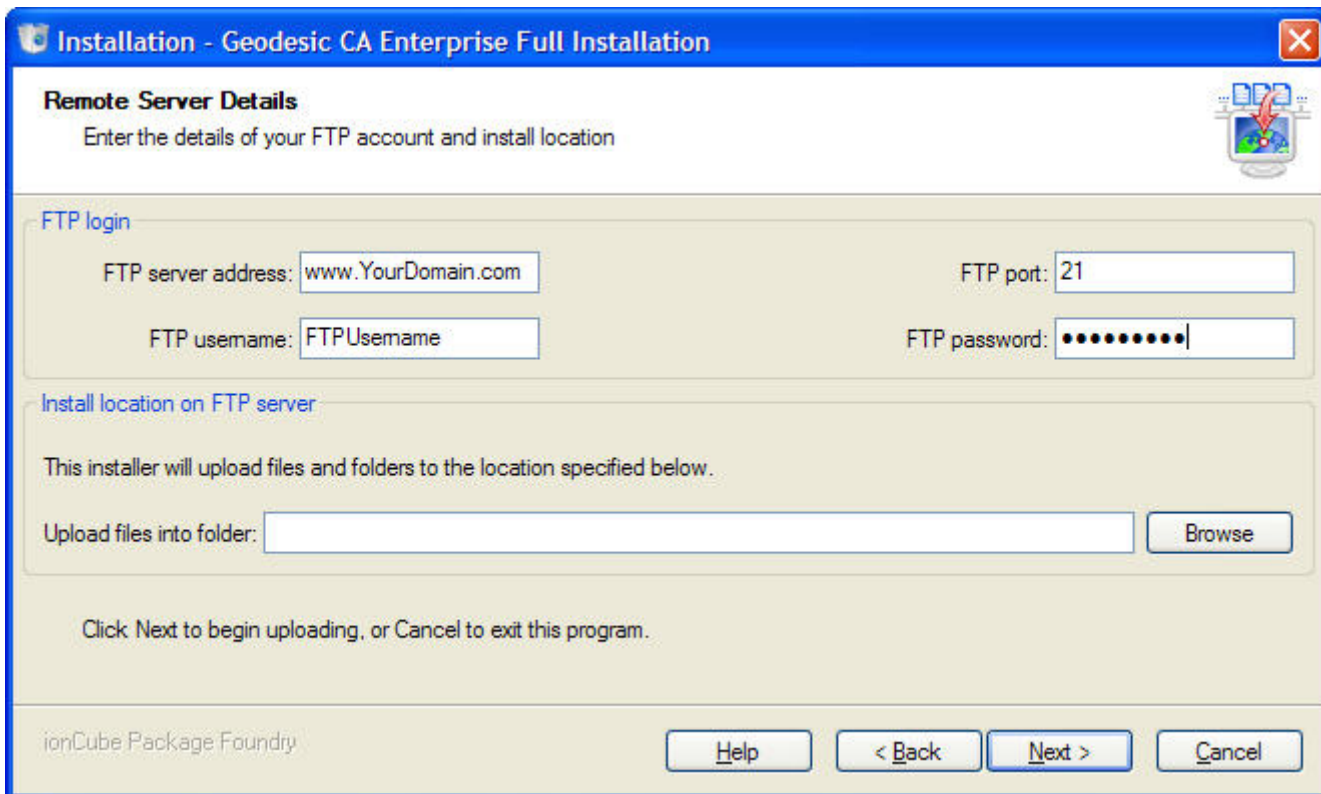 Installation - Geodesic CA Enterprise Full Installation
Remote Server Details
Enter the details of your FTP account and install location
FTP login
FTP server address: www.YourDomain.com FTP port: 21
FTP username: FTPUsername FTP password: •••••••••
Install location on FTP server
This installer will upload files and folders to the location specified below.
Upload files into folder: Browse
Click Next to begin uploading, or Cancel to exit this program.
ionCube Package Foundry Help < Back Next > Cancel